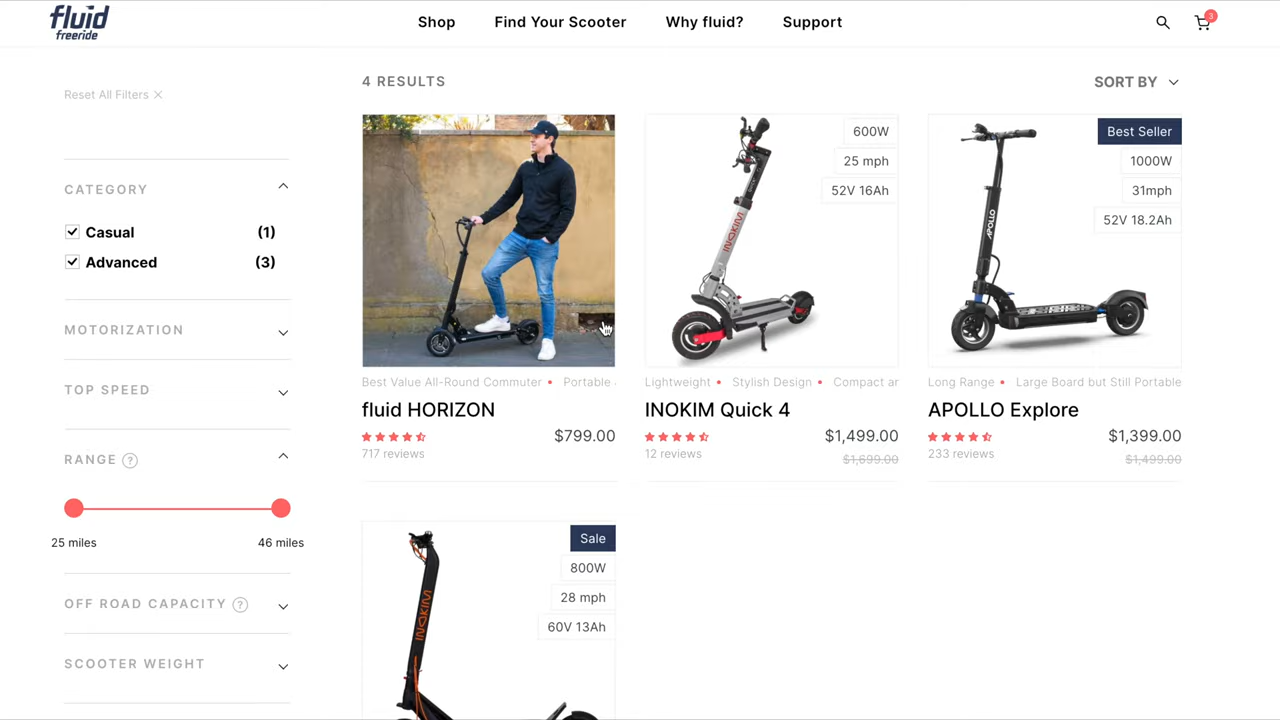 fluid
freeride
Shop
Find Your Scooter
Why fluid?
Support
3
Reset All Filters
4 RESULTS
SORT BY
CATEGORY
Casual (1)
Advanced (3)
MOTORIZATION
TOP SPEED
RANGE ?
25 miles
46 miles
OFF ROAD CAPACITY ?
SCOOTER WEIGHT
Best Value All-Round Commuter • Portable
fluid HORIZON
$799.00
717 reviews
600W
25 mph
52V 16Ah
INOKIM
Lightweight • Stylish Design • Compact ar
INOKIM Quick 4
$1,499.00
12 reviews
$1,699.00
Best Seller
1000W
31mph
52V 18.2Ah
APOLLO
Long Range • Large Board but Still Portable
APOLLO Explore
$1,399.00
233 reviews
$1,499.00
Sale
800W
28 mph
60V 13Ah
INOKIM